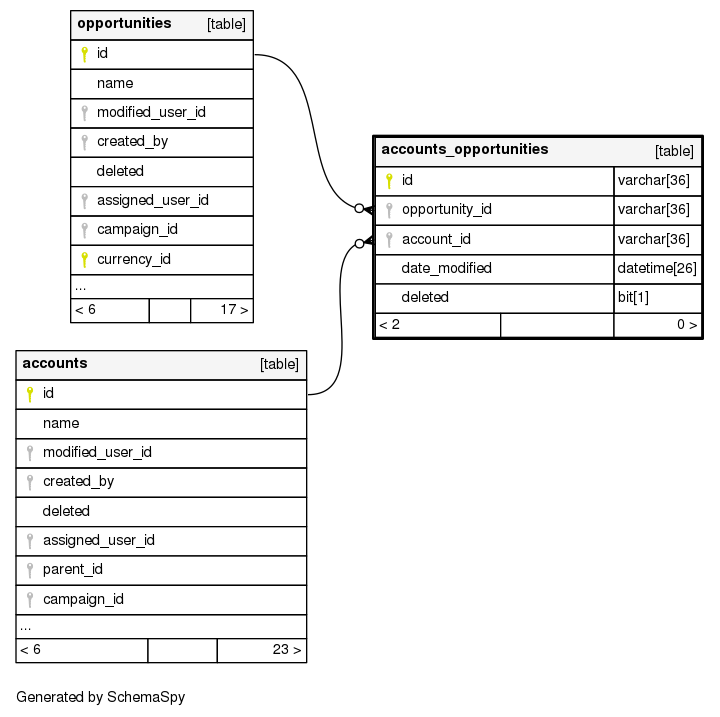 opportunities [table]
id
name
modified_user_id
created_by
deleted
assigned_user_id
campaign_id
currency_id
...
< 6 17 >
accounts_opportunities [table]
id varchar[36]
opportunity_id varchar[36]
account_id varchar[36]
date_modified datetime[26]
deleted bit[1]
< 2 0 >
accounts [table]
id
name
modified_user_id
created_by
deleted
assigned_user_id
parent_id
campaign_id
...
< 6 23 >
Generated by SchemaSpy